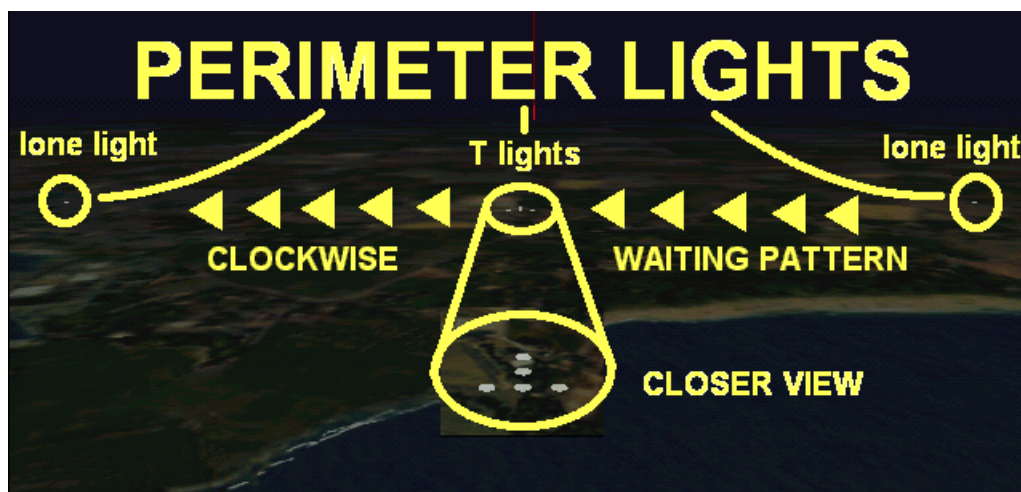 PERIMETER LIGHTS
lone light
T lights
lone light
CLOCKWISE
WAITING PATTERN
CLOSER VIEW